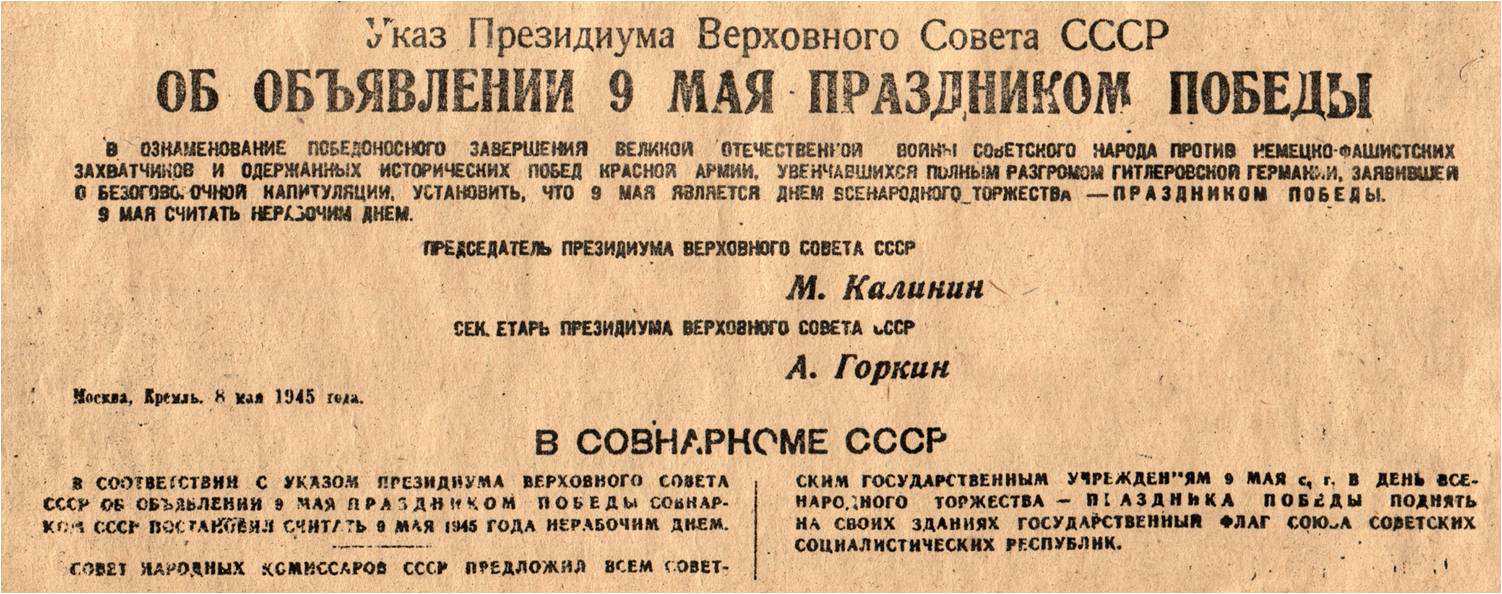 Указ Президиума Верховного Совета СССР
ОБ ОБЪЯВЛЕНИИ 9 МАЯ ПРАЗДНИКОМ ПОБЕДЫ
В ОЗНАМЕНОВАНИЕ ПОБЕДОНОСНОГО ЗАВЕРШЕНИЯ ВЕЛИКОЙ ОТЕЧЕСТВЕННОЙ ВОЙНЫ СОВЕТСКОГО НАРОДА ПРОТИВ НЕМЕЦКО-ФАШИСТСКИХ
ЗАХВАТЧИКОВ И ОДЕРЖАННЫХ ИСТОРИЧЕСКИХ ПОБЕД КРАСНОЙ АРМИИ, УВЕНЧАВШИХСЯ ПОЛНЫМ РАЗГРОМОМ ГИТЛЕРОВСКОЙ ГЕРМАНИИ, ЗАЯВИВШЕЙ
О БЕЗОГОВОРОЧНОЙ КАПИТУЛЯЦИИ, УСТАНОВИТЬ, ЧТО 9 МАЯ ЯВЛЯЕТСЯ ДНЕМ ВСЕНАРОДНОГО ТОРЖЕСТВА — ПРАЗДНИКОМ ПОБЕДЫ.
9 МАЯ СЧИТАТЬ НЕРАБОЧИМ ДНЕМ.
ПРЕДСЕДАТЕЛЬ ПРЕЗИДИУМА ВЕРХОВНОГО СОВЕТА СССР
М. Калинин
СЕКРЕТАРЬ ПРЕЗИДИУМА ВЕРХОВНОГО СОВЕТА СССР
А. Горкин
Москва, Кремль. 8 мая 1945 года.
В СОВНАРКОМЕ СССР
В СООТВЕТСТВИИ С УКАЗОМ ПРЕЗИДИУМА ВЕРХОВНОГО СОВЕТА
СССР ОБ ОБЪЯВЛЕНИИ 9 МАЯ ПРАЗДНИКОМ ПОБЕДЫ СОВНАР-
КОМ СССР ПОСТАНОВИЛ СЧИТАТЬ 9 МАЯ 1945 ГОДА НЕРАБОЧИМ ДНЕМ.
СОВЕТ НАРОДНЫХ КОМИССАРОВ СССР ПРЕДЛОЖИЛ ВСЕМ СОВЕТ-
СКИМ ГОСУДАРСТВЕННЫМ УЧРЕЖДЕНИЯМ 9 МАЯ с. г. В ДЕНЬ ВСЕ-
НАРОДНОГО ТОРЖЕСТВА — ПРАЗДНИКА ПОБЕДЫ ПОДНЯТЬ
НА СВОИХ ЗДАНИЯХ ГОСУДАРСТВЕННЫЙ ФЛАГ СОЮЗА СОВЕТСКИХ
СОЦИАЛИСТИЧЕСКИХ РЕСПУБЛИК.